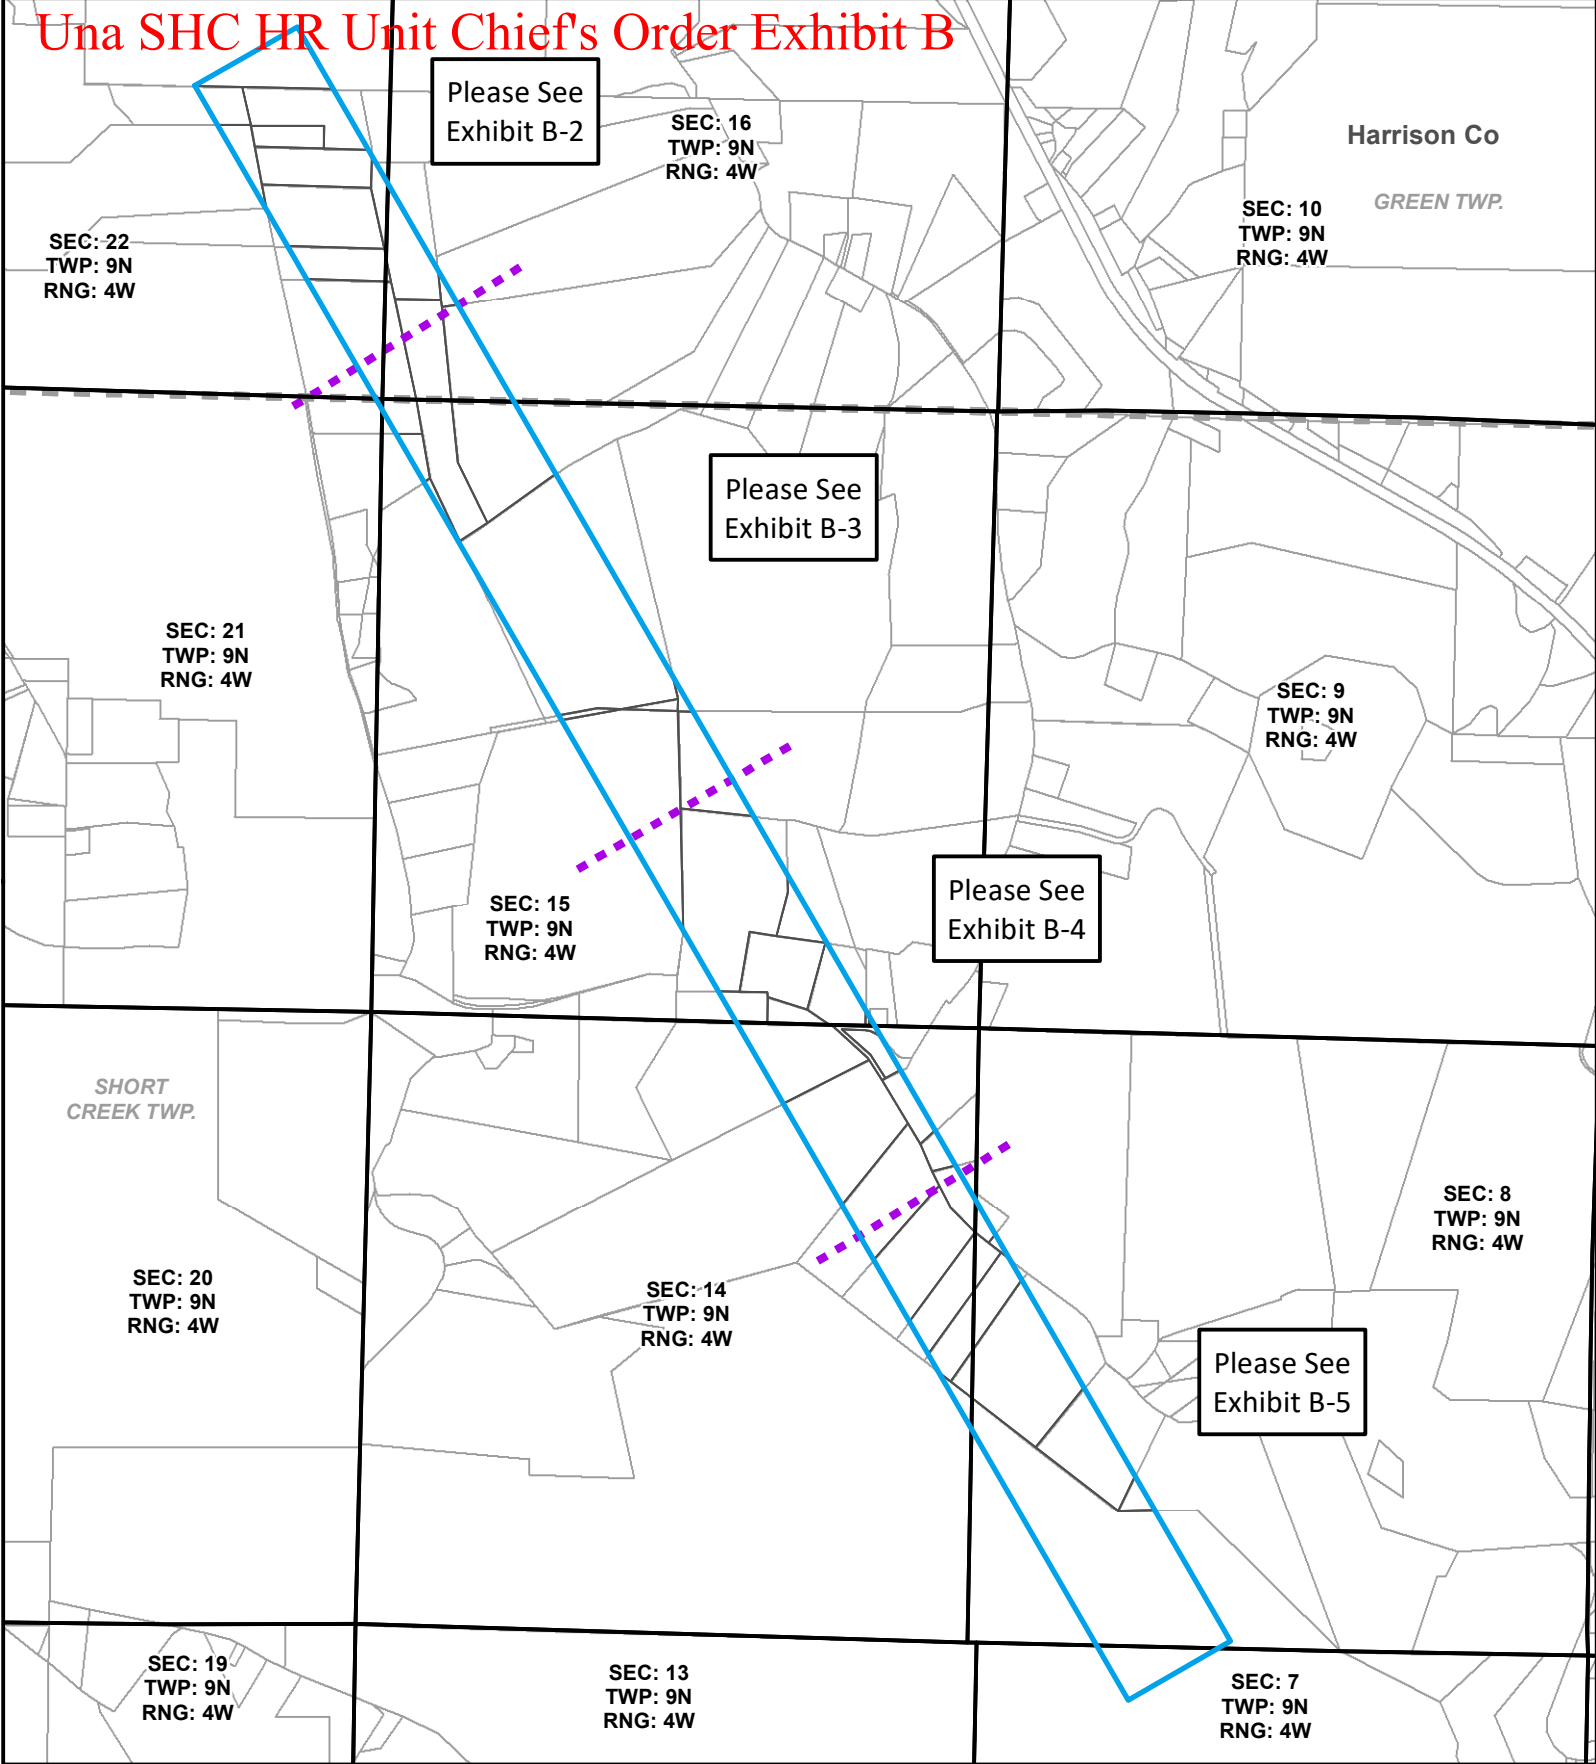 Una SHC HR Unit Chief's Order Exhibit B
Please See
Exhibit B-2
SEC: 16
TWP: 9N
RNG: 4W
Harrison Co
GREEN TWP.
SEC: 10
TWP: 9N
RNG: 4W
SEC: 22
TWP: 9N
RNG: 4W
Please See
Exhibit B-3
SEC: 21
TWP: 9N
RNG: 4W
SEC: 9
TWP: 9N
RNG: 4W
SEC: 15
TWP: 9N
RNG: 4W
Please See
Exhibit B-4
SHORT
CREEK TWP.
SEC: 8
TWP: 9N
RNG: 4W
SEC: 20
TWP: 9N
RNG: 4W
SEC: 14
TWP: 9N
RNG: 4W
Please See
Exhibit B-5
SEC: 19
TWP: 9N
RNG: 4W
SEC: 13
TWP: 9N
RNG: 4W
SEC: 7
TWP: 9N
RNG: 4W